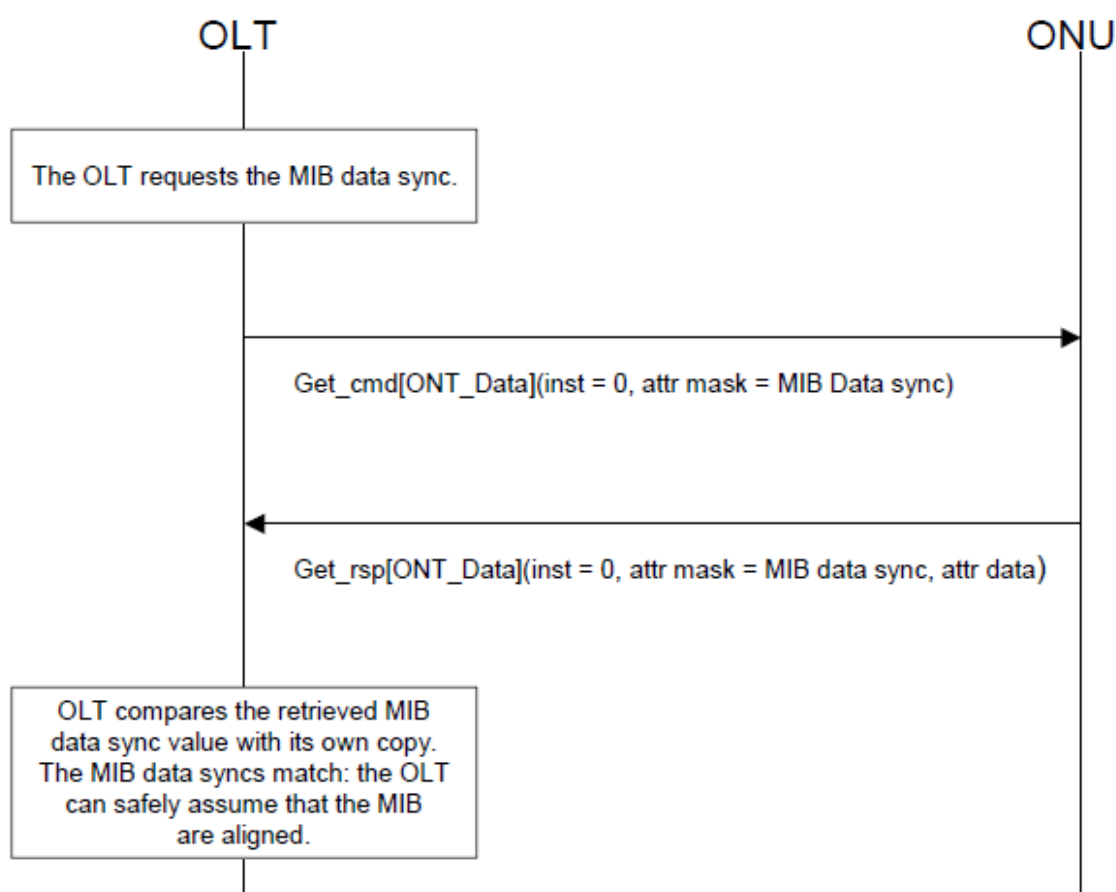 OLT
ONU
The OLT requests the MIB data sync.
Get_cmd[ONT_Data](inst = 0, attr mask = MIB Data sync)
Get_rsp[ONT_Data](inst = 0, attr mask = MIB data sync, attr data)
OLT compares the retrieved MIB
data sync value with its own copy.
The MIB data syncs match: the OLT
can safely assume that the MIB
are aligned.